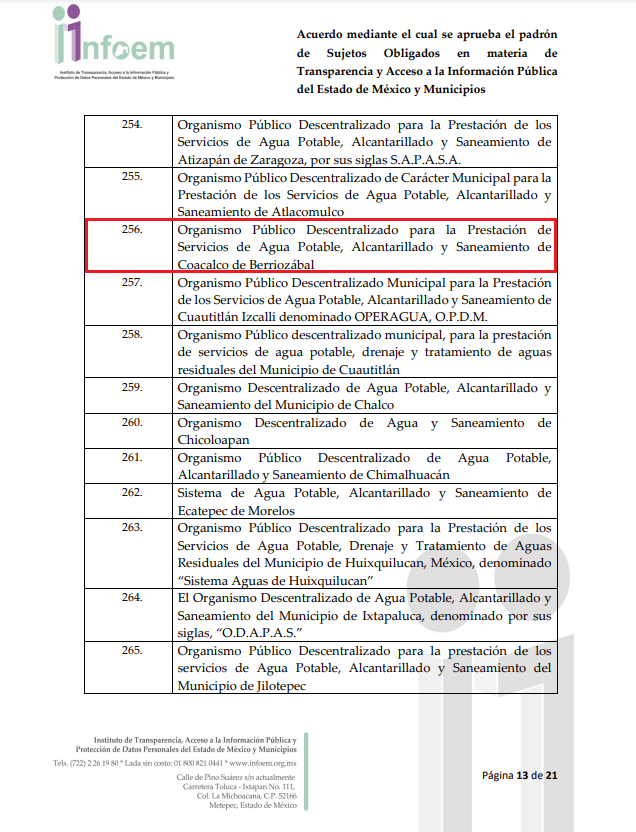 infoem
Instituto de Transparencia, Acceso a la Información Pública y
Protección de Datos Personales del Estado de México y Municipios
Acuerdo mediante el cual se aprueba el padrón
de Sujetos Obligados en materia de
Transparencia y Acceso a la Información Pública
del Estado de México y Municipios
254. Organismo Público Descentralizado para la Prestación de los
Servicios de Agua Potable, Alcantarillado y Saneamiento de
Atizapán de Zaragoza, por sus siglas S.A.P.A.S.A.
255. Organismo Público Descentralizado de Carácter Municipal para la
Prestación de los Servicios de Agua Potable, Alcantarillado y
Saneamiento de Atlacomulco
256. Organismo Público Descentralizado para la Prestación de
Servicios de Agua Potable, Alcantarillado y Saneamiento de
Coacalco de Berriozábal
257. Organismo Público Descentralizado Municipal para la Prestación
de los Servicios de Agua Potable, Alcantarillado y Saneamiento de
Cuautitlán Izcalli denominado OPERAGUA, O.P.D.M.
258. Organismo Público descentralizado municipal, para la prestación
de servicios de agua potable, drenaje y tratamiento de aguas
residuales del Municipio de Cuautitlán
259. Organismo Descentralizado de Agua Potable, Alcantarillado y
Saneamiento del Municipio de Chalco
260. Organismo Descentralizado de Agua y Saneamiento de
Chicoloapan
261. Organismo Público Descentralizado de Agua Potable,
Alcantarillado y Saneamiento de Chimalhuacán
262. Sistema de Agua Potable, Alcantarillado y Saneamiento de
Ecatepec de Morelos
263. Organismo Público Descentralizado para la Prestación de los
Servicios de Agua Potable, Drenaje y Tratamiento de Aguas
Residuales del Municipio de Huixquilucan, México, denominado
“Sistema Aguas de Huixquilucan”
264. El Organismo Descentralizado de Agua Potable, Alcantarillado y
Saneamiento del Municipio de Ixtapaluca, denominado por sus
siglas, “O.D.A.P.A.S.”
265. Organismo Público Descentralizado para la prestación de los
servicios de Agua Potable, Alcantarillado y Saneamiento del
Municipio de Jilotepec
Instituto de Transparencia, Acceso a la Información Pública y
Protección de Datos Personales del Estado de México y Municipios
Tels. (722) 2 26 19 80 * Lada sin costo: 01 800 821 0441 * www.infoem.org.mx
Calle de Pino Suárez s/n actualmente
Carretera Toluca - Ixtapan No. 111,
Col. La Michoacana, C.P. 52166
Metepec, Estado de México
Página 13 de 21